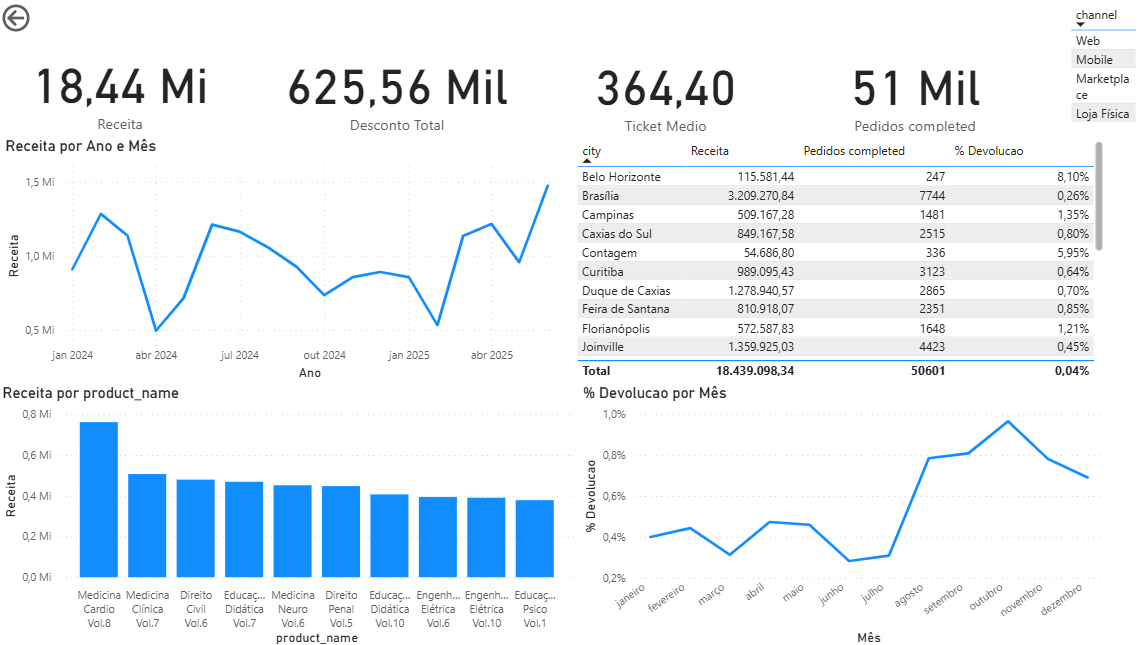 channel
Web
Mobile
Marketpla
ce
Loja Física
18,44 Mi
Receita
625,56 Mil
Desconto Total
364,40
Ticket Medio
51 Mil
Pedidos completed
Receita por Ano e Mês
1,5 Mi
1,0 Mi
0,5 Mi
Receita
jan 2024 abr 2024 jul 2024 out 2024 jan 2025 abr 2025
Ano
city Receita Pedidos completed % Devolucao
Belo Horizonte 115.581,44 247 8,10%
Brasília 3.209.270,84 7744 0,26%
Campinas 509.167,28 1481 1,35%
Caxias do Sul 849.167,58 2515 0,80%
Contagem 54.686,80 336 5,95%
Curitiba 989.095,43 3123 0,64%
Duque de Caxias 1.278.940,57 2865 0,70%
Feira de Santana 810.918,07 2351 0,85%
Florianópolis 572.587,83 1648 1,21%
Joinville 1.359.925,03 4423 0,45%
Total 18.439.098,34 50601 0,04%
Receita por product_name
0,8 Mi
0,6 Mi
0,4 Mi
0,2 Mi
0,0 Mi
Receita
Medicina Medicina Direito Educaç... Medicina Direito Educaç... Engenh... Engenh... Educaç...
Cardio Clínica Civil Didática Neuro Penal Didática Elétrica Elétrica Psico
Vol.8 Vol.7 Vol.6 Vol.7 Vol.6 Vol.5 Vol.10 Vol.6 Vol.10 Vol.1
product_name
% Devolucao por Mês
1,0%
0,8%
0,6%
0,4%
0,2%
% Devolucao
janeiro fevereiro março abril maio junho julho agosto setembro outubro novembro dezembro
Mês